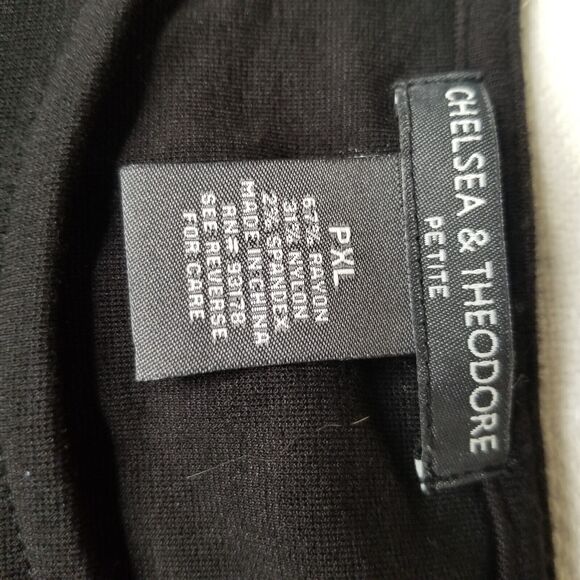 CHELSEA & THEODORE
PETITE
PXL
67% RAYON
31% NYLON
2% SPANDEX
MADE IN CHINA
RN# 93178
SEE REVERSE
FOR CARE